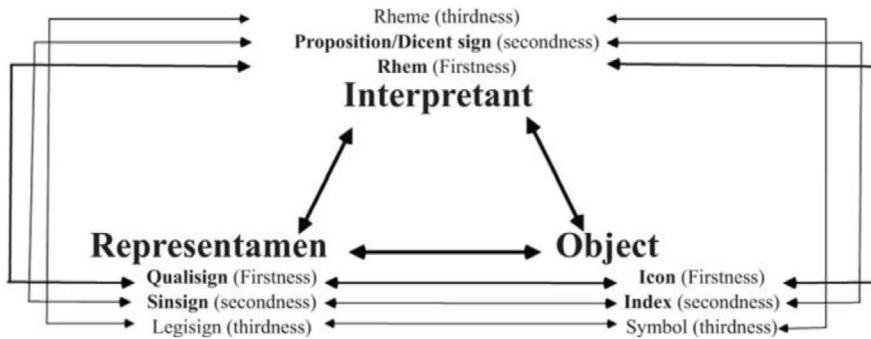 Rheme (thirdness)
Proposition/Dicent sign (secondness)
Rhem (Firstness)
Interpretant
Representamen
Qualisign (Firstness)
Sinsign (secondness)
Legisign (thirdness)
Object
Icon (Firstness)
Index (secondness)
Symbol (thirdness)